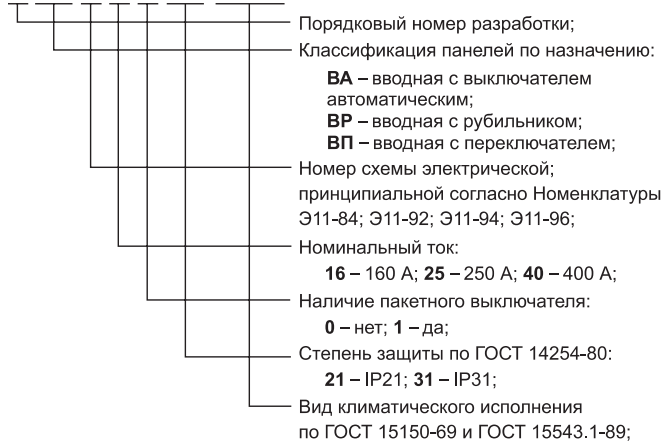 Порядковый номер разработки;
Классификация панелей по назначению:
ВА – вводная с выключателем
автоматическим;
ВР – вводная с рубильником;
ВП – вводная с переключателем;
Номер схемы электрической;
принципиальной согласно Номенклатуры
Э11-84; Э11-92; Э11-94; Э11-96;
Номинальный ток:
16 – 160 А; 25 – 250 А; 40 – 400 А;
Наличие пакетного выключателя:
0 – нет; 1 – да;
Степень защиты по ГОСТ 14254-80:
21 – IP21; 31 – IP31;
Вид климатического исполнения
по ГОСТ 15150-69 и ГОСТ 15543.1-89;